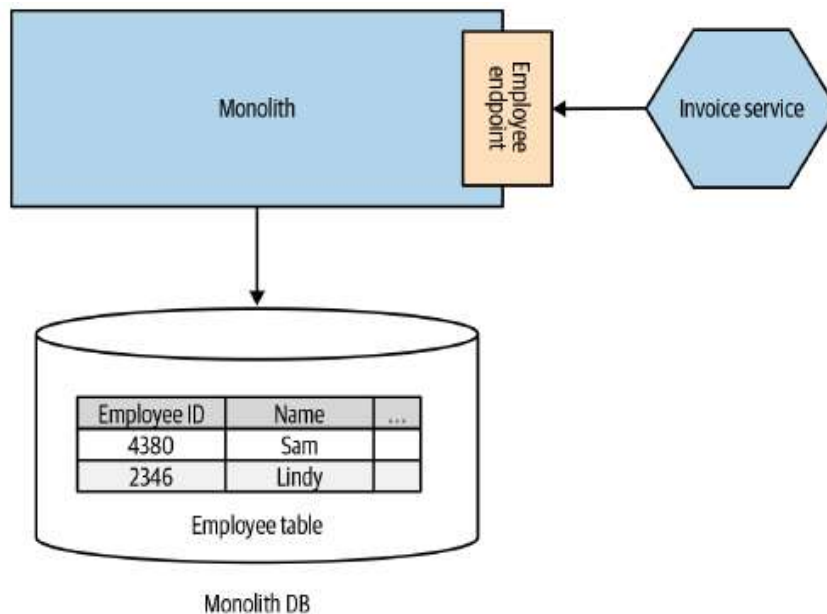 Monolith
Employee
endpoint
Invoice service
Employee ID Name ...
4380 Sam
2346 Lindy
Employee table
Monolith DB